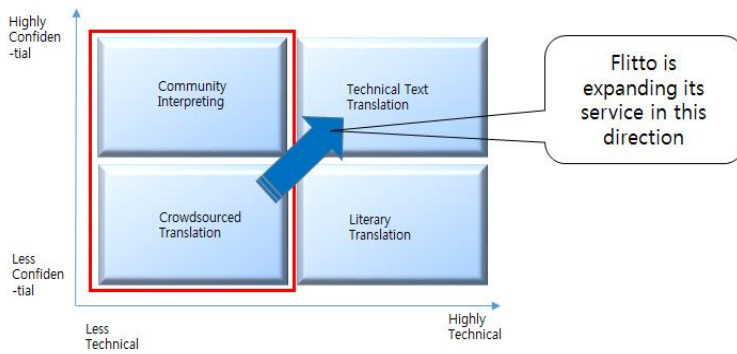 Highly
Confiden
-tial
Community
Interpreting
Technical Text
Translation
Flitto is
expanding its
service in this
direction
Crowdsourced
Translation
Literary
Translation
Less
Confiden
-tial
Less
Technical
Highly
Technical